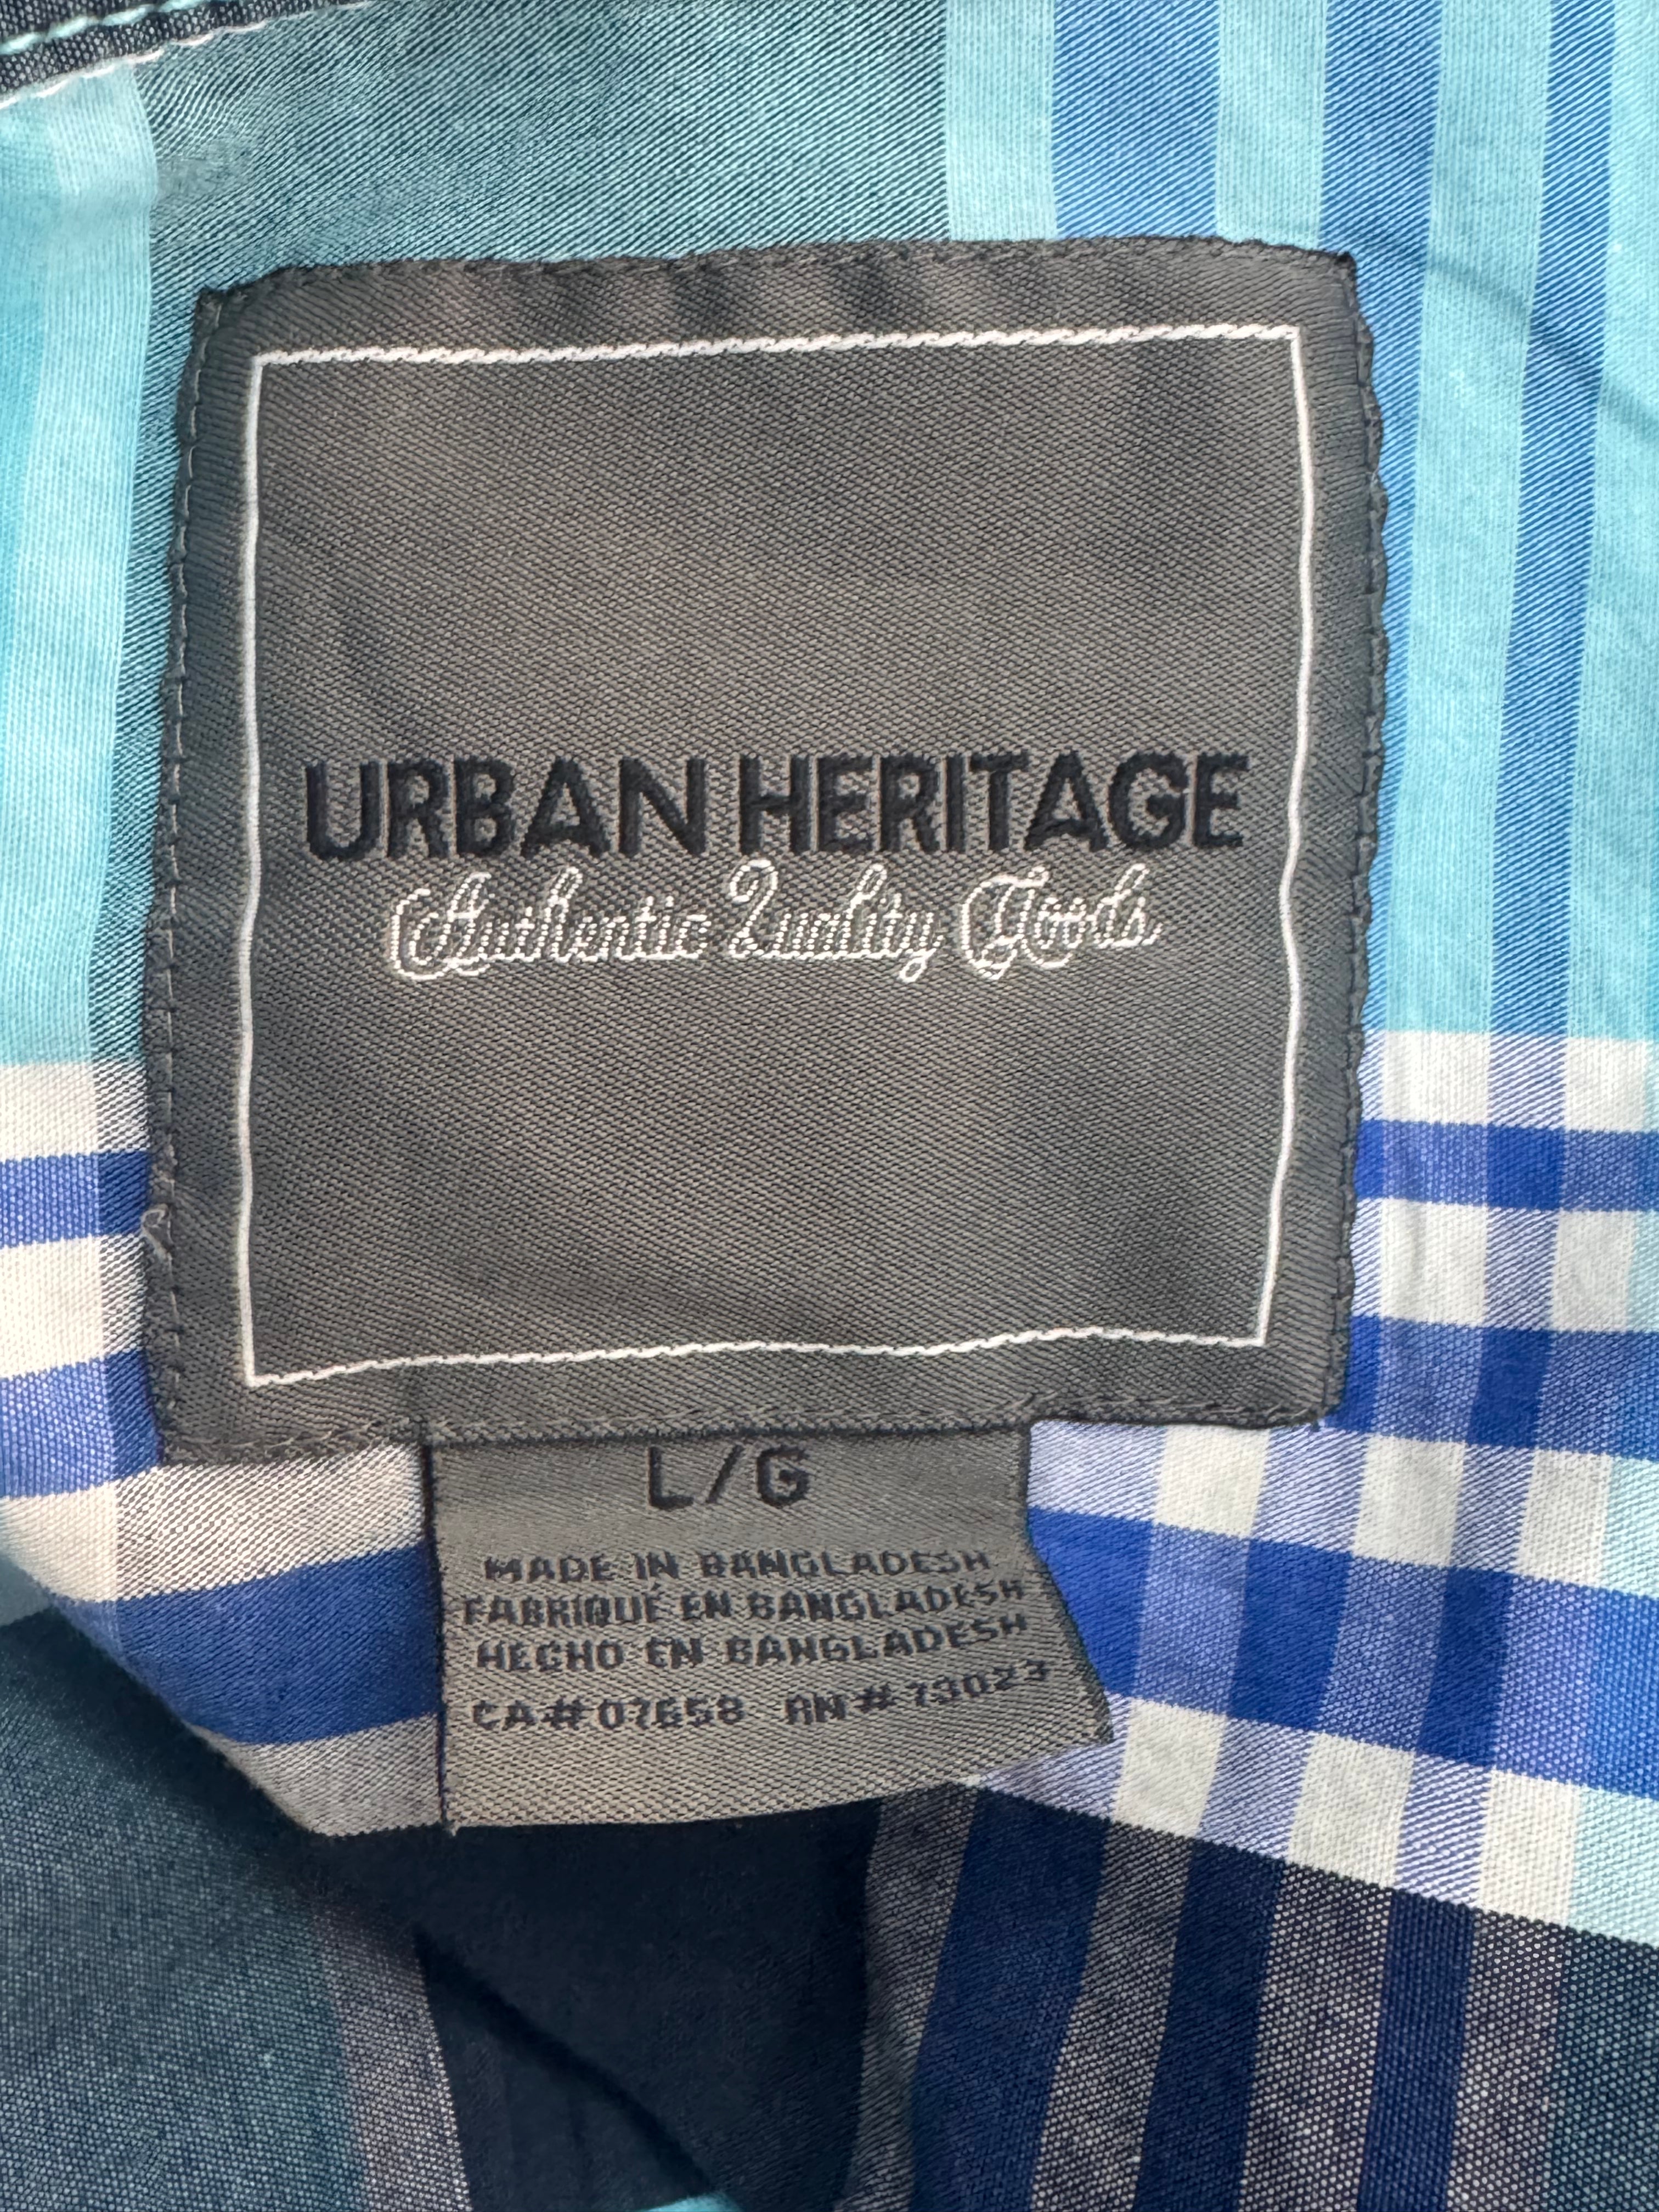 URBAN HERITAGE
Authentic Quality Goods
L/G
MADE IN BANGLADESH
FABRIQUÉ EN BANGLADESH
HECHO EN BANGLADESH
CA#07658 RN#73023